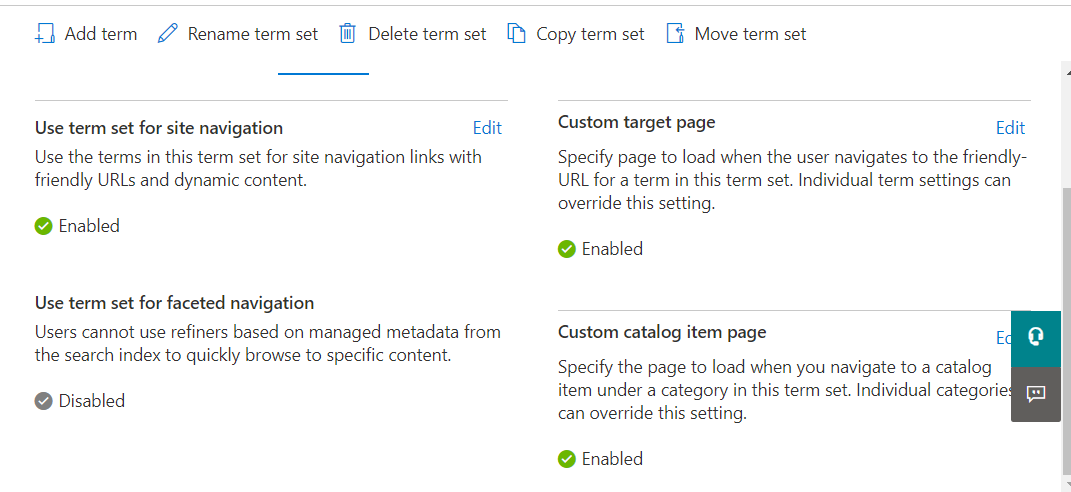 Add term
Rename term set
Delete term set
Copy term set
Move term set
Use term set for site navigation
Edit
Use the terms in this term set for site navigation links with
friendly URLs and dynamic content.
Enabled
Custom target page
Edit
Specify page to load when the user navigates to the friendly-
URL for a term in this term set. Individual term settings can
override this setting.
Enabled
Use term set for faceted navigation
Users cannot use refiners based on managed metadata from
the search index to quickly browse to specific content.
Disabled
Custom catalog item page
Specify the page to load when you navigate to a catalog
item under a category in this term set. Individual categories
can override this setting.
Enabled